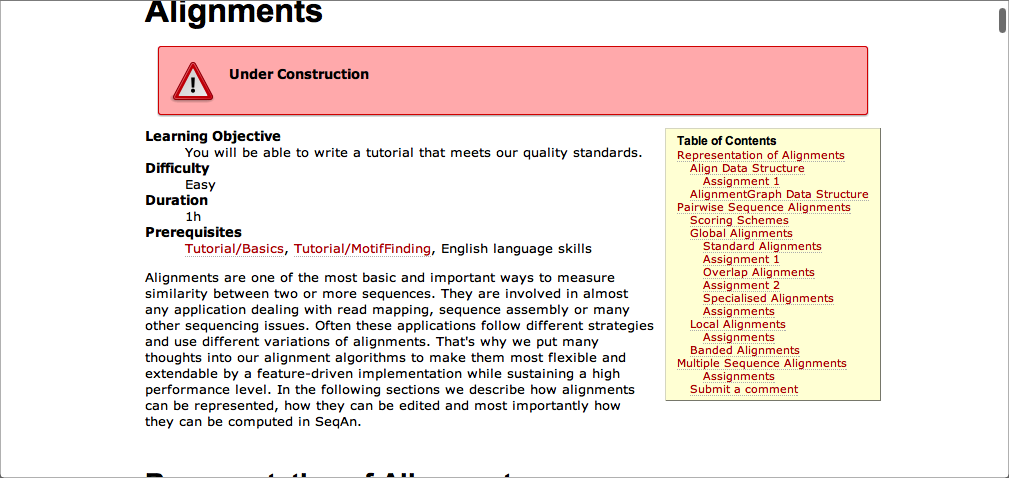 Alignments
Under Construction
Learning Objective
You will be able to write a tutorial that meets our quality standards.
Difficulty
Easy
Duration
1h
Prerequisites
Tutorial/Basics, Tutorial/MotifFinding, English language skills
Alignments are one of the most basic and important ways to measure
similarity between two or more sequences. They are involved in almost
any application dealing with read mapping, sequence assembly or many
other sequencing issues. Often these applications follow different strategies
and use different variations of alignments. That's why we put many
thoughts into our alignment algorithms to make them most flexible and
extendable by a feature-driven implementation while sustaining a high
performance level. In the following sections we describe how alignments
can be represented, how they can be edited and most importantly how
they can be computed in SeqAn.
Table of Contents
Representation of Alignments
Align Data Structure
Assignment 1
AlignmentGraph Data Structure
Pairwise Sequence Alignments
Scoring Schemes
Global Alignments
Standard Alignments
Assignment 1
Overlap Alignments
Assignment 2
Specialised Alignments
Assignments
Local Alignments
Assignments
Banded Alignments
Multiple Sequence Alignments
Assignments
Submit a comment